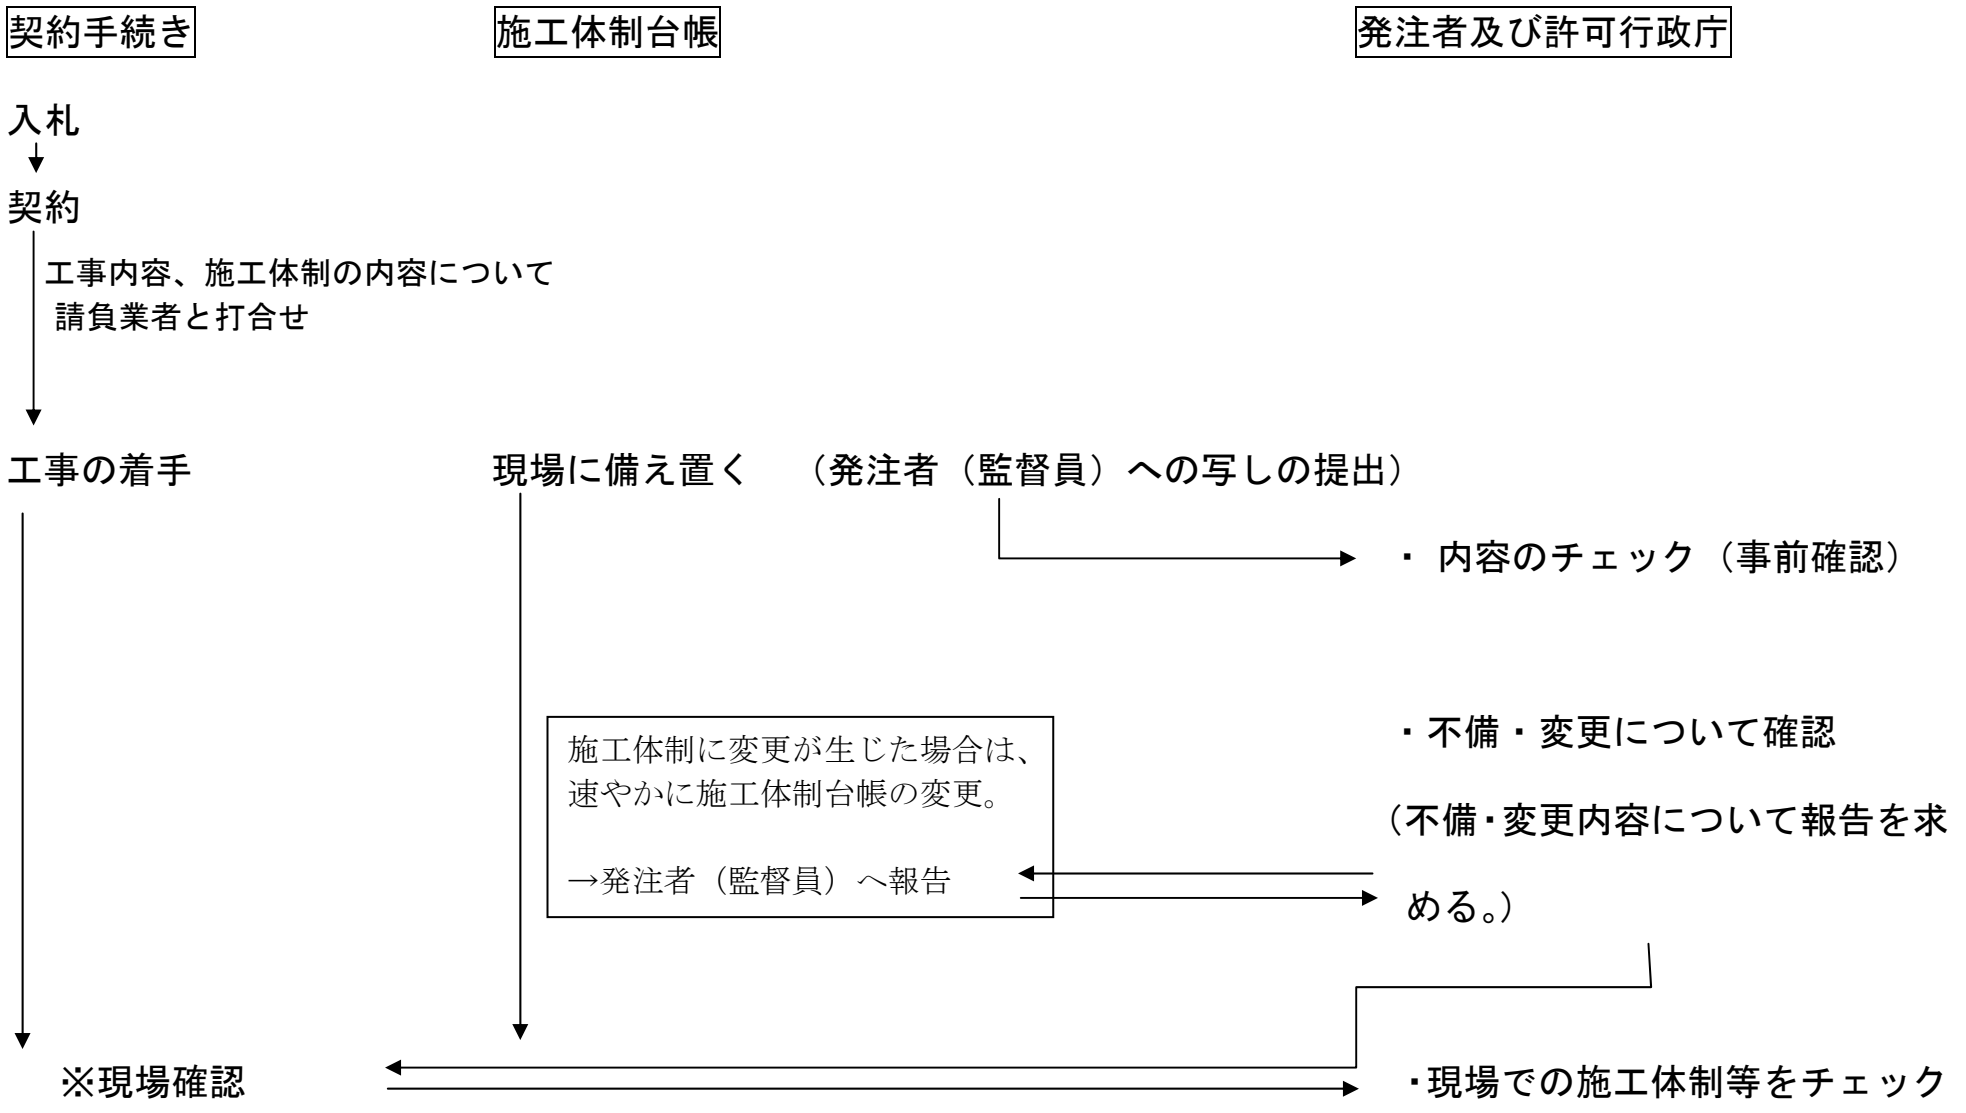 契約手続き
施工体制台帳
発注者及び許可行政庁
入札
契約
工事内容、施工体制の内容について
請負業者と打合せ
工事の着手
現場に備え置く （発注者（監督員）への写しの提出）
・ 内容のチェック（事前確認）
施工体制に変更が生じた場合は、
速やかに施工体制台帳の変更。
→発注者（監督員）へ報告
・不備・変更について確認
（不備・変更内容について報告を求
める。）
※現場確認
・現場での施工体制等をチェック